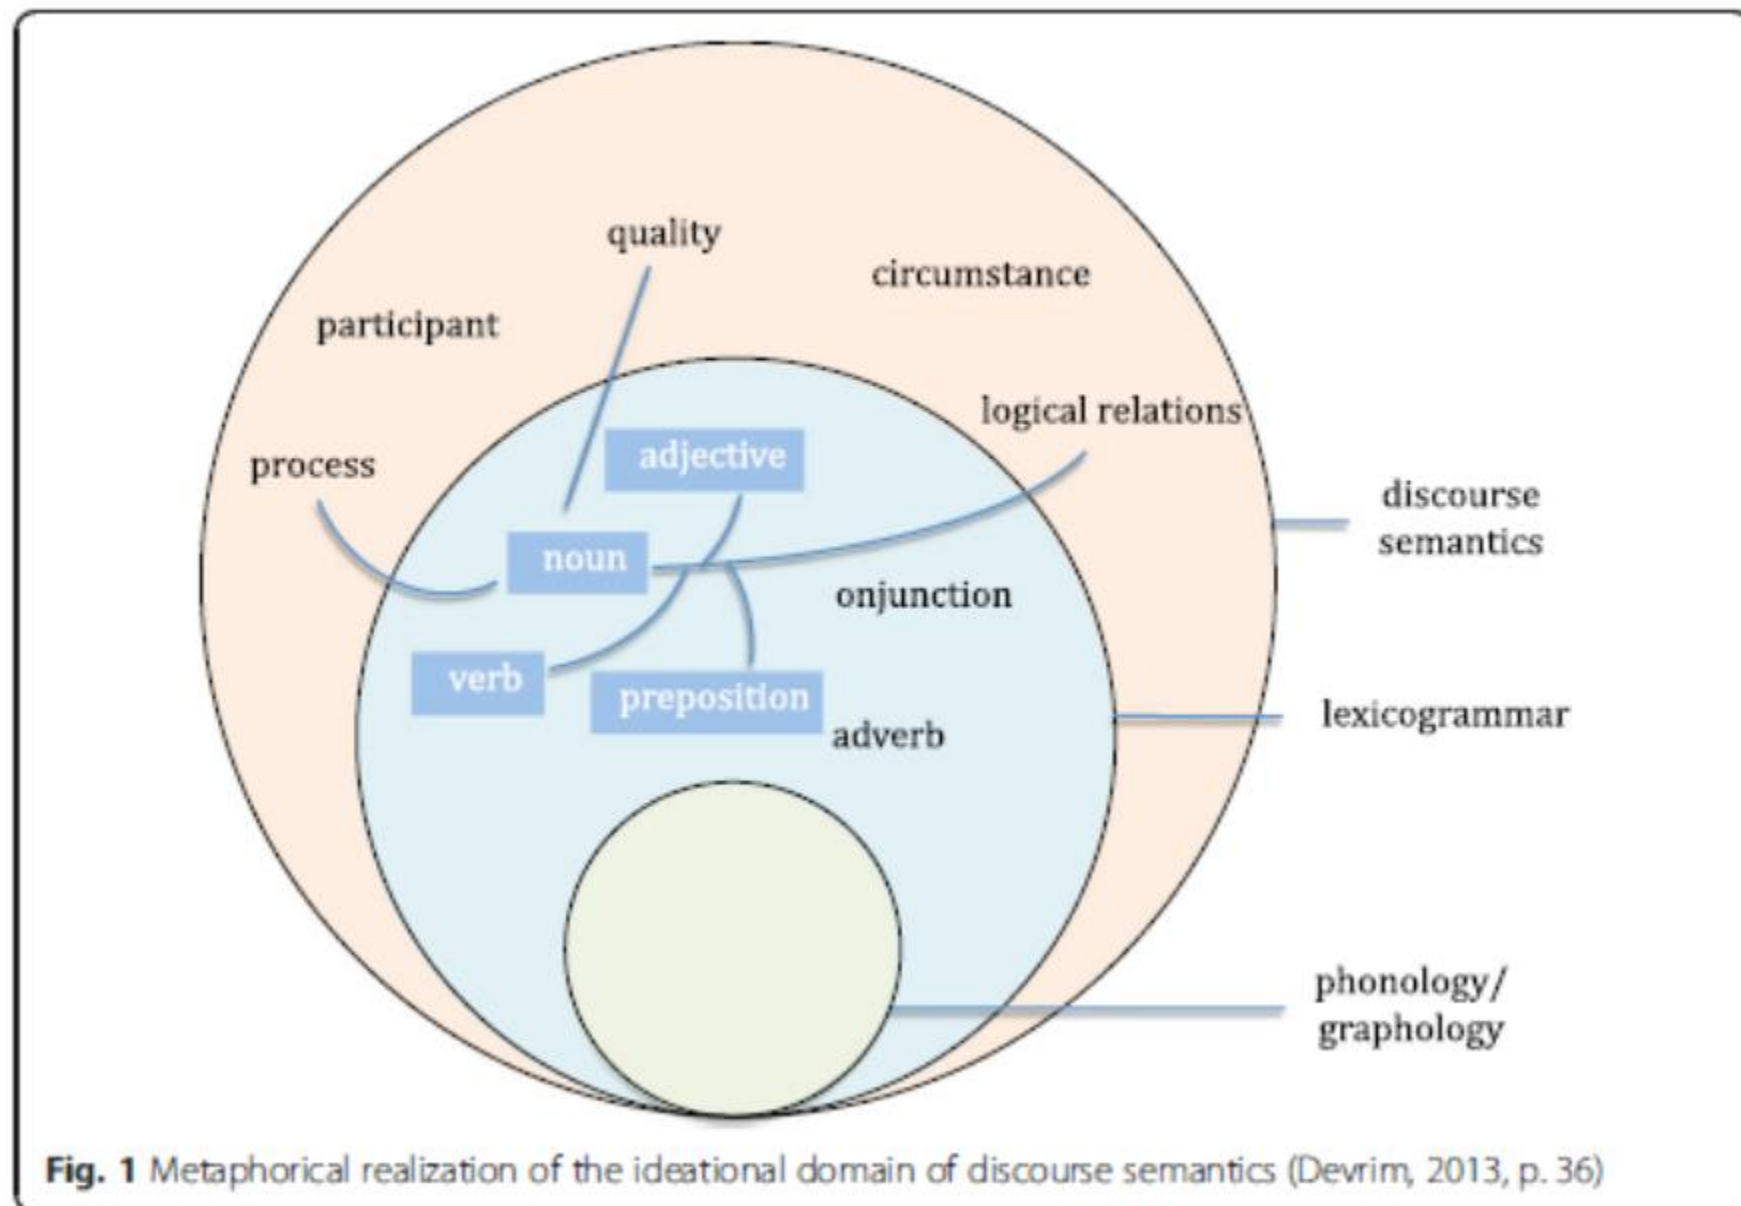 quality
circumstance
participant
logical relations
adjective
process
discourse
semantics
noun
onjunction
verb
preposition
adverb
lexicogrammar
phonology/
graphology
Fig. 1 Metaphorical realization of the ideational domain of discourse semantics (Devrim, 2013, p. 36)